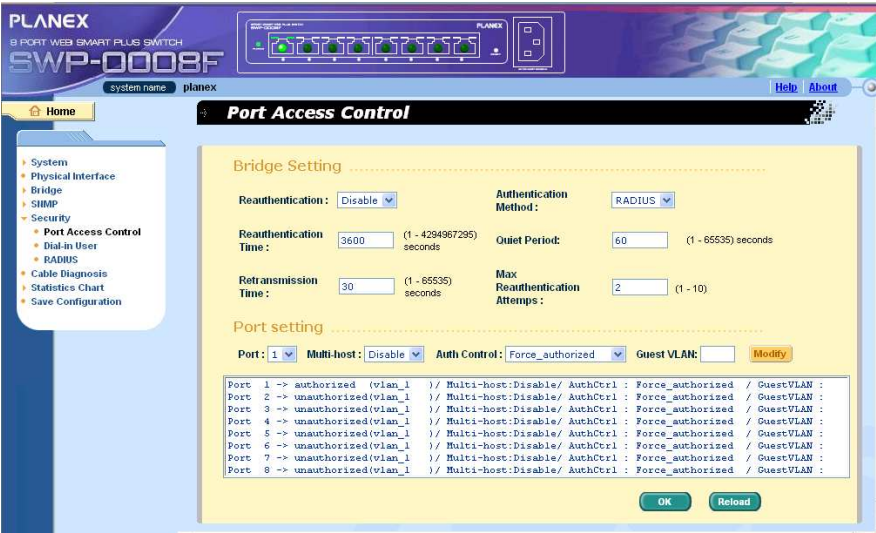 PLANEX
8 PORT WEB SMART PLUS SWITCH
SWP-0008F
PLANEX
system name planex
Help About
Home
Port Access Control
System
Physical Interface
Bridge
SNMP
Security
Port Access Control
Dial-in User
RADIUS
Cable Diagnosis
Statistics Chart
Save Configuration
Bridge Setting
Reauthentication : Disable
Authentication Method : RADIUS
Reauthentication Time : 3600 (1 - 4294967295) seconds
Quiet Period: 60 (1 - 65535) seconds
Retransmission Time : 30 (1 - 65535) seconds
Max Reauthentication Attemps : 2 (1 - 10)
Port setting
Port : 1 Multi-host : Disable Auth Control : Force_authorized Guest VLAN: Modify
Port 1 -> authorized (vlan_1 )/ Multi-host:Disable/ AuthCtrl : Force_authorized / GuestVLAN :
Port 2 -> unauthorized(vlan_1 )/ Multi-host:Disable/ AuthCtrl : Force_authorized / GuestVLAN :
Port 3 -> unauthorized(vlan_1 )/ Multi-host:Disable/ AuthCtrl : Force_authorized / GuestVLAN :
Port 4 -> unauthorized(vlan_1 )/ Multi-host:Disable/ AuthCtrl : Force_authorized / GuestVLAN :
Port 5 -> unauthorized(vlan_1 )/ Multi-host:Disable/ AuthCtrl : Force_authorized / GuestVLAN :
Port 6 -> unauthorized(vlan_1 )/ Multi-host:Disable/ AuthCtrl : Force_authorized / GuestVLAN :
Port 7 -> unauthorized(vlan_1 )/ Multi-host:Disable/ AuthCtrl : Force_authorized / GuestVLAN :
Port 8 -> unauthorized(vlan_1 )/ Multi-host:Disable/ AuthCtrl : Force_authorized / GuestVLAN :
OK Reload